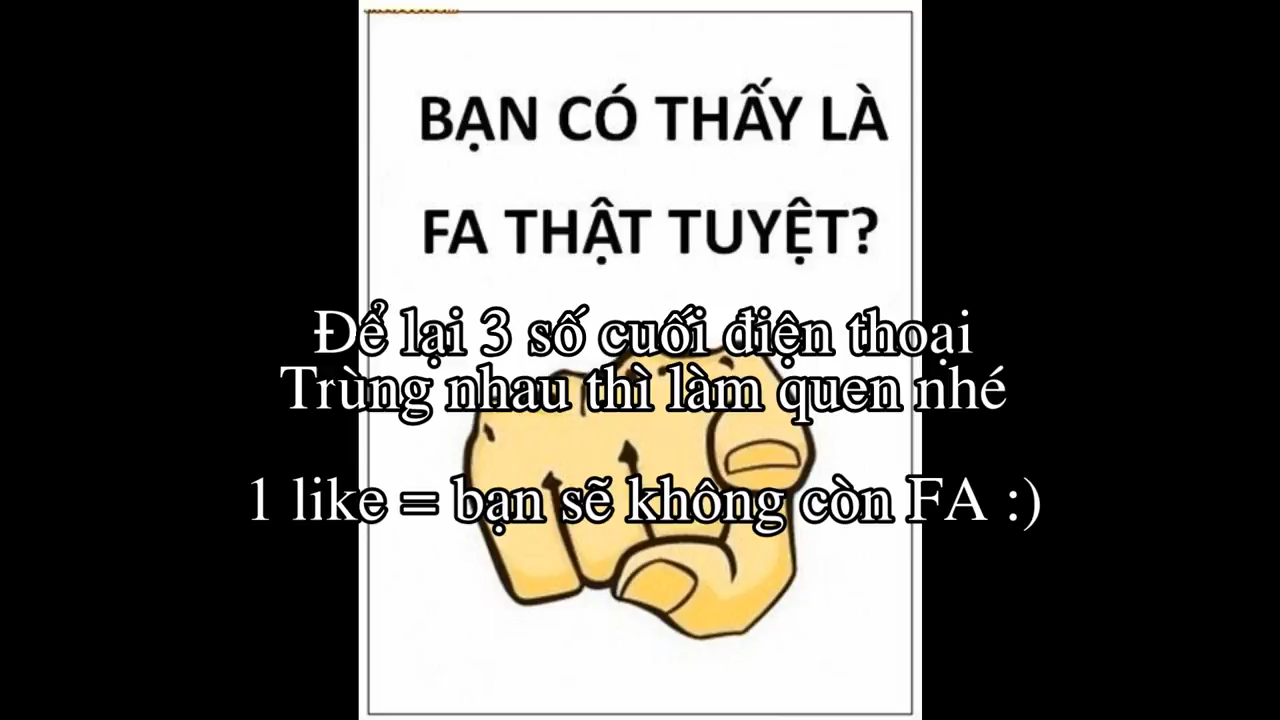 BẠN CÓ THẤY LÀ
FA THẬT TUYỆT?
Để lại 3 số cuối điện thoại
Trùng nhau thì làm quen nhé
1 like = bạn sẽ không còn FA :)